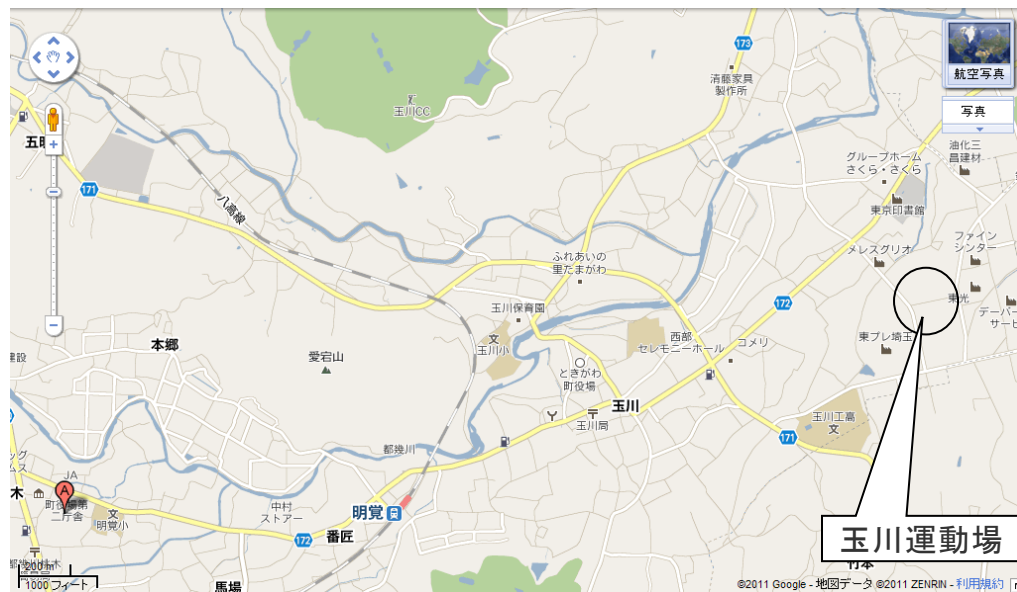 173
清藤家具
製作所
航空写真
写真
玉川CC
油化三
昌建材
グループホーム
さくら・さくら
東京印書館
171
八高線
ファイン
シンター
メレスグリオ
ふれあいの
里たまがわ
東光
172
玉川保育園
テーパー
サービ
文
玉川小
西部
セレモニーホール
コメリ
東プレ埼玉
本郷
愛宕山
建設
ときがわ
町役場
玉川
玉川局
玉川工高
文
171
都幾川
JA
A
木
町役場第
二庁舎
文
明覚小
中村
ストアー
明覚
172
番匠
玉川運動場
竹本
200 m
1000 フィート
馬場
©2011 Google - 地図データ ©2011 ZENRIN - 利用規約